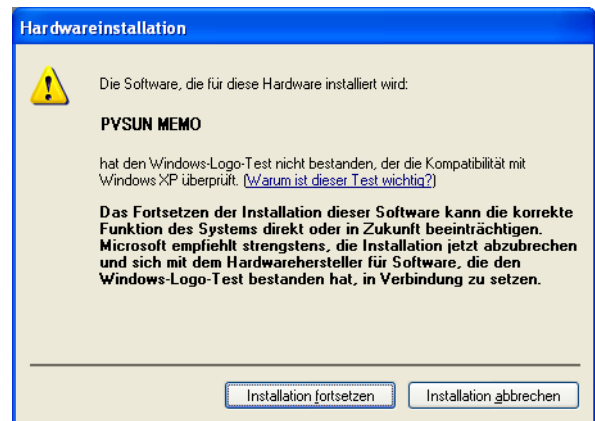 Hardwareinstallation
Die Software, die für diese Hardware installiert wird:
PVSUN MEMO
hat den Windows-Logo-Test nicht bestanden, der die Kompatibilität mit
Windows XP überprüft. (Warum ist dieser Test wichtig?)
Das Fortsetzen der Installation dieser Software kann die korrekte
Funktion des Systems direkt oder in Zukunft beeinträchtigen.
Microsoft empfiehlt strengstens, die Installation jetzt abzubrechen
und sich mit dem Hardwarehersteller für Software, die den
Windows-Logo-Test bestanden hat, in Verbindung zu setzen.
Installation fortsetzen Installation abbrechen